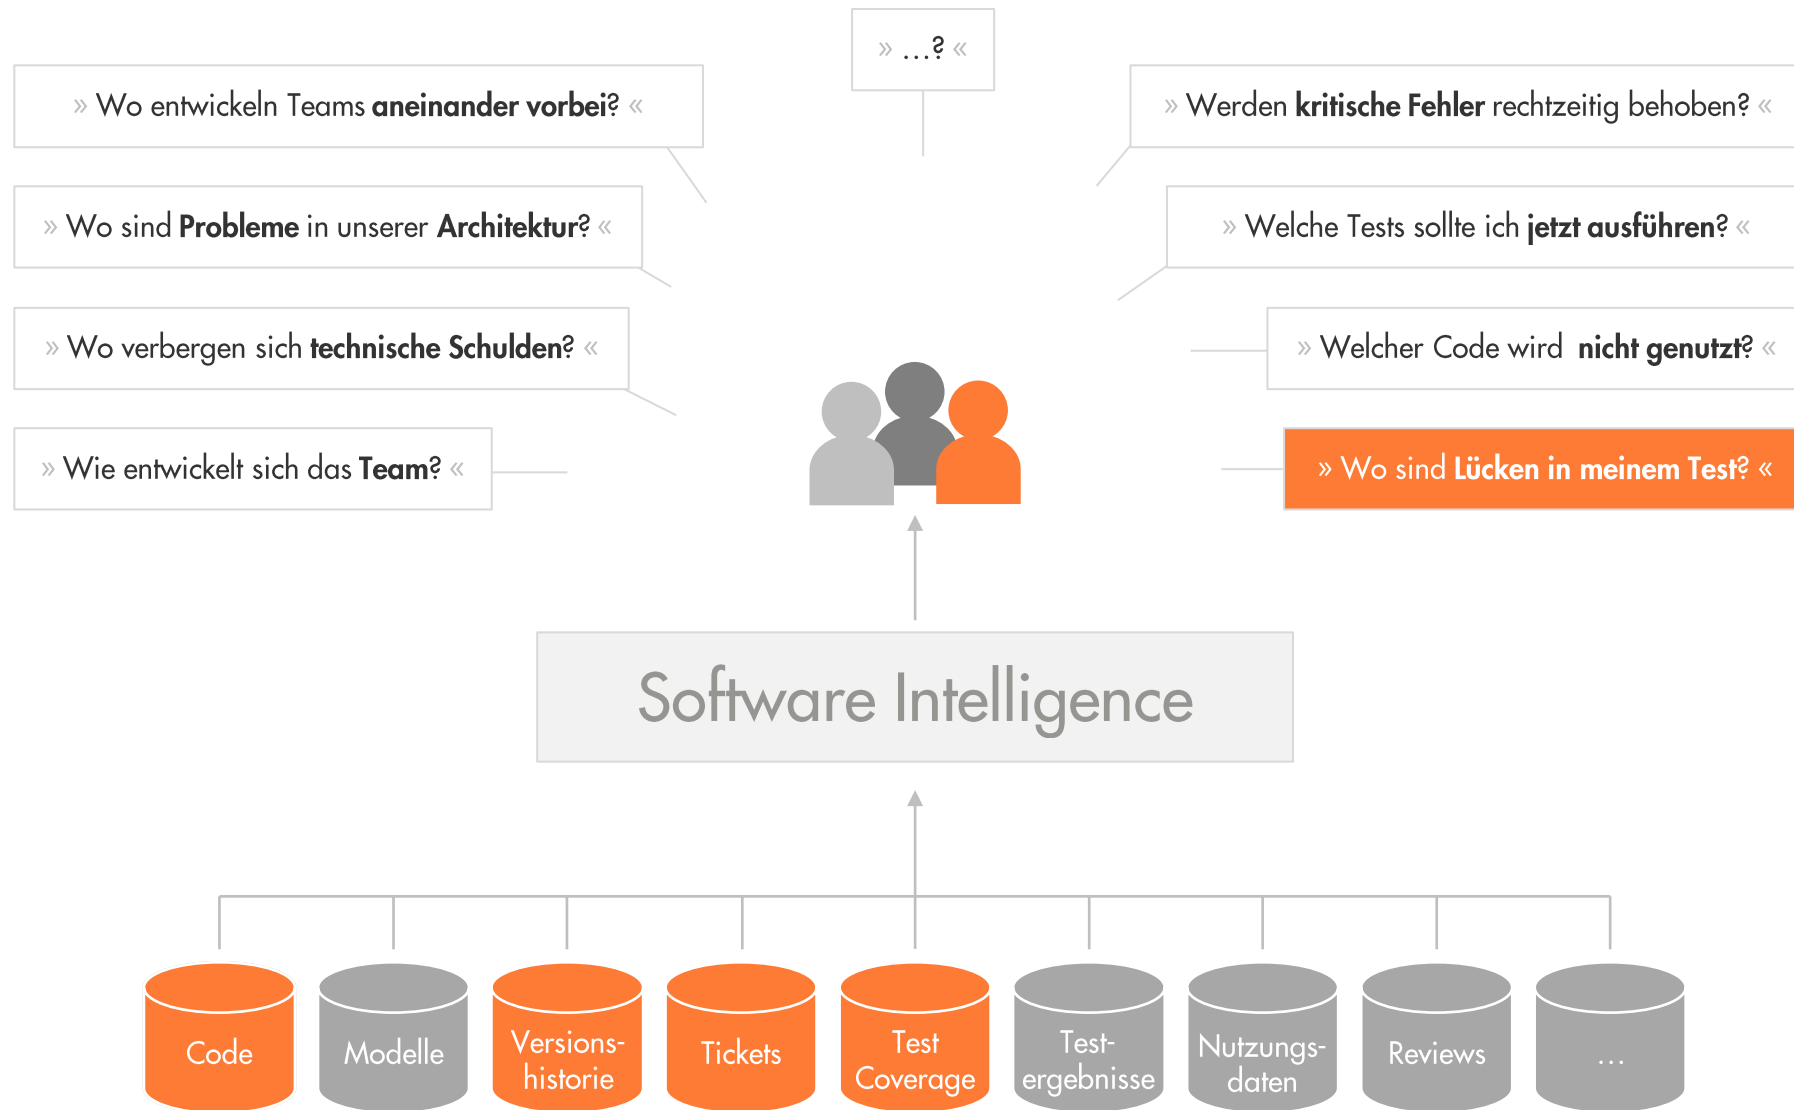 » ...? «
» Wo entwickeln Teams aneinander vorbei? «
» Werden kritische Fehler rechtzeitig behoben? «
» Wo sind Probleme in unserer Architektur? «
» Welche Tests sollte ich jetzt ausführen? «
» Wo verbergen sich technische Schulden? «
» Welcher Code wird nicht genutzt? «
» Wie entwickelt sich das Team? «
» Wo sind Lücken in meinem Test? «
Software Intelligence
Code
Modelle
Versions-
historie
Tickets
Test
Coverage
Test-
ergebnisse
Nutzungs-
daten
Reviews
...